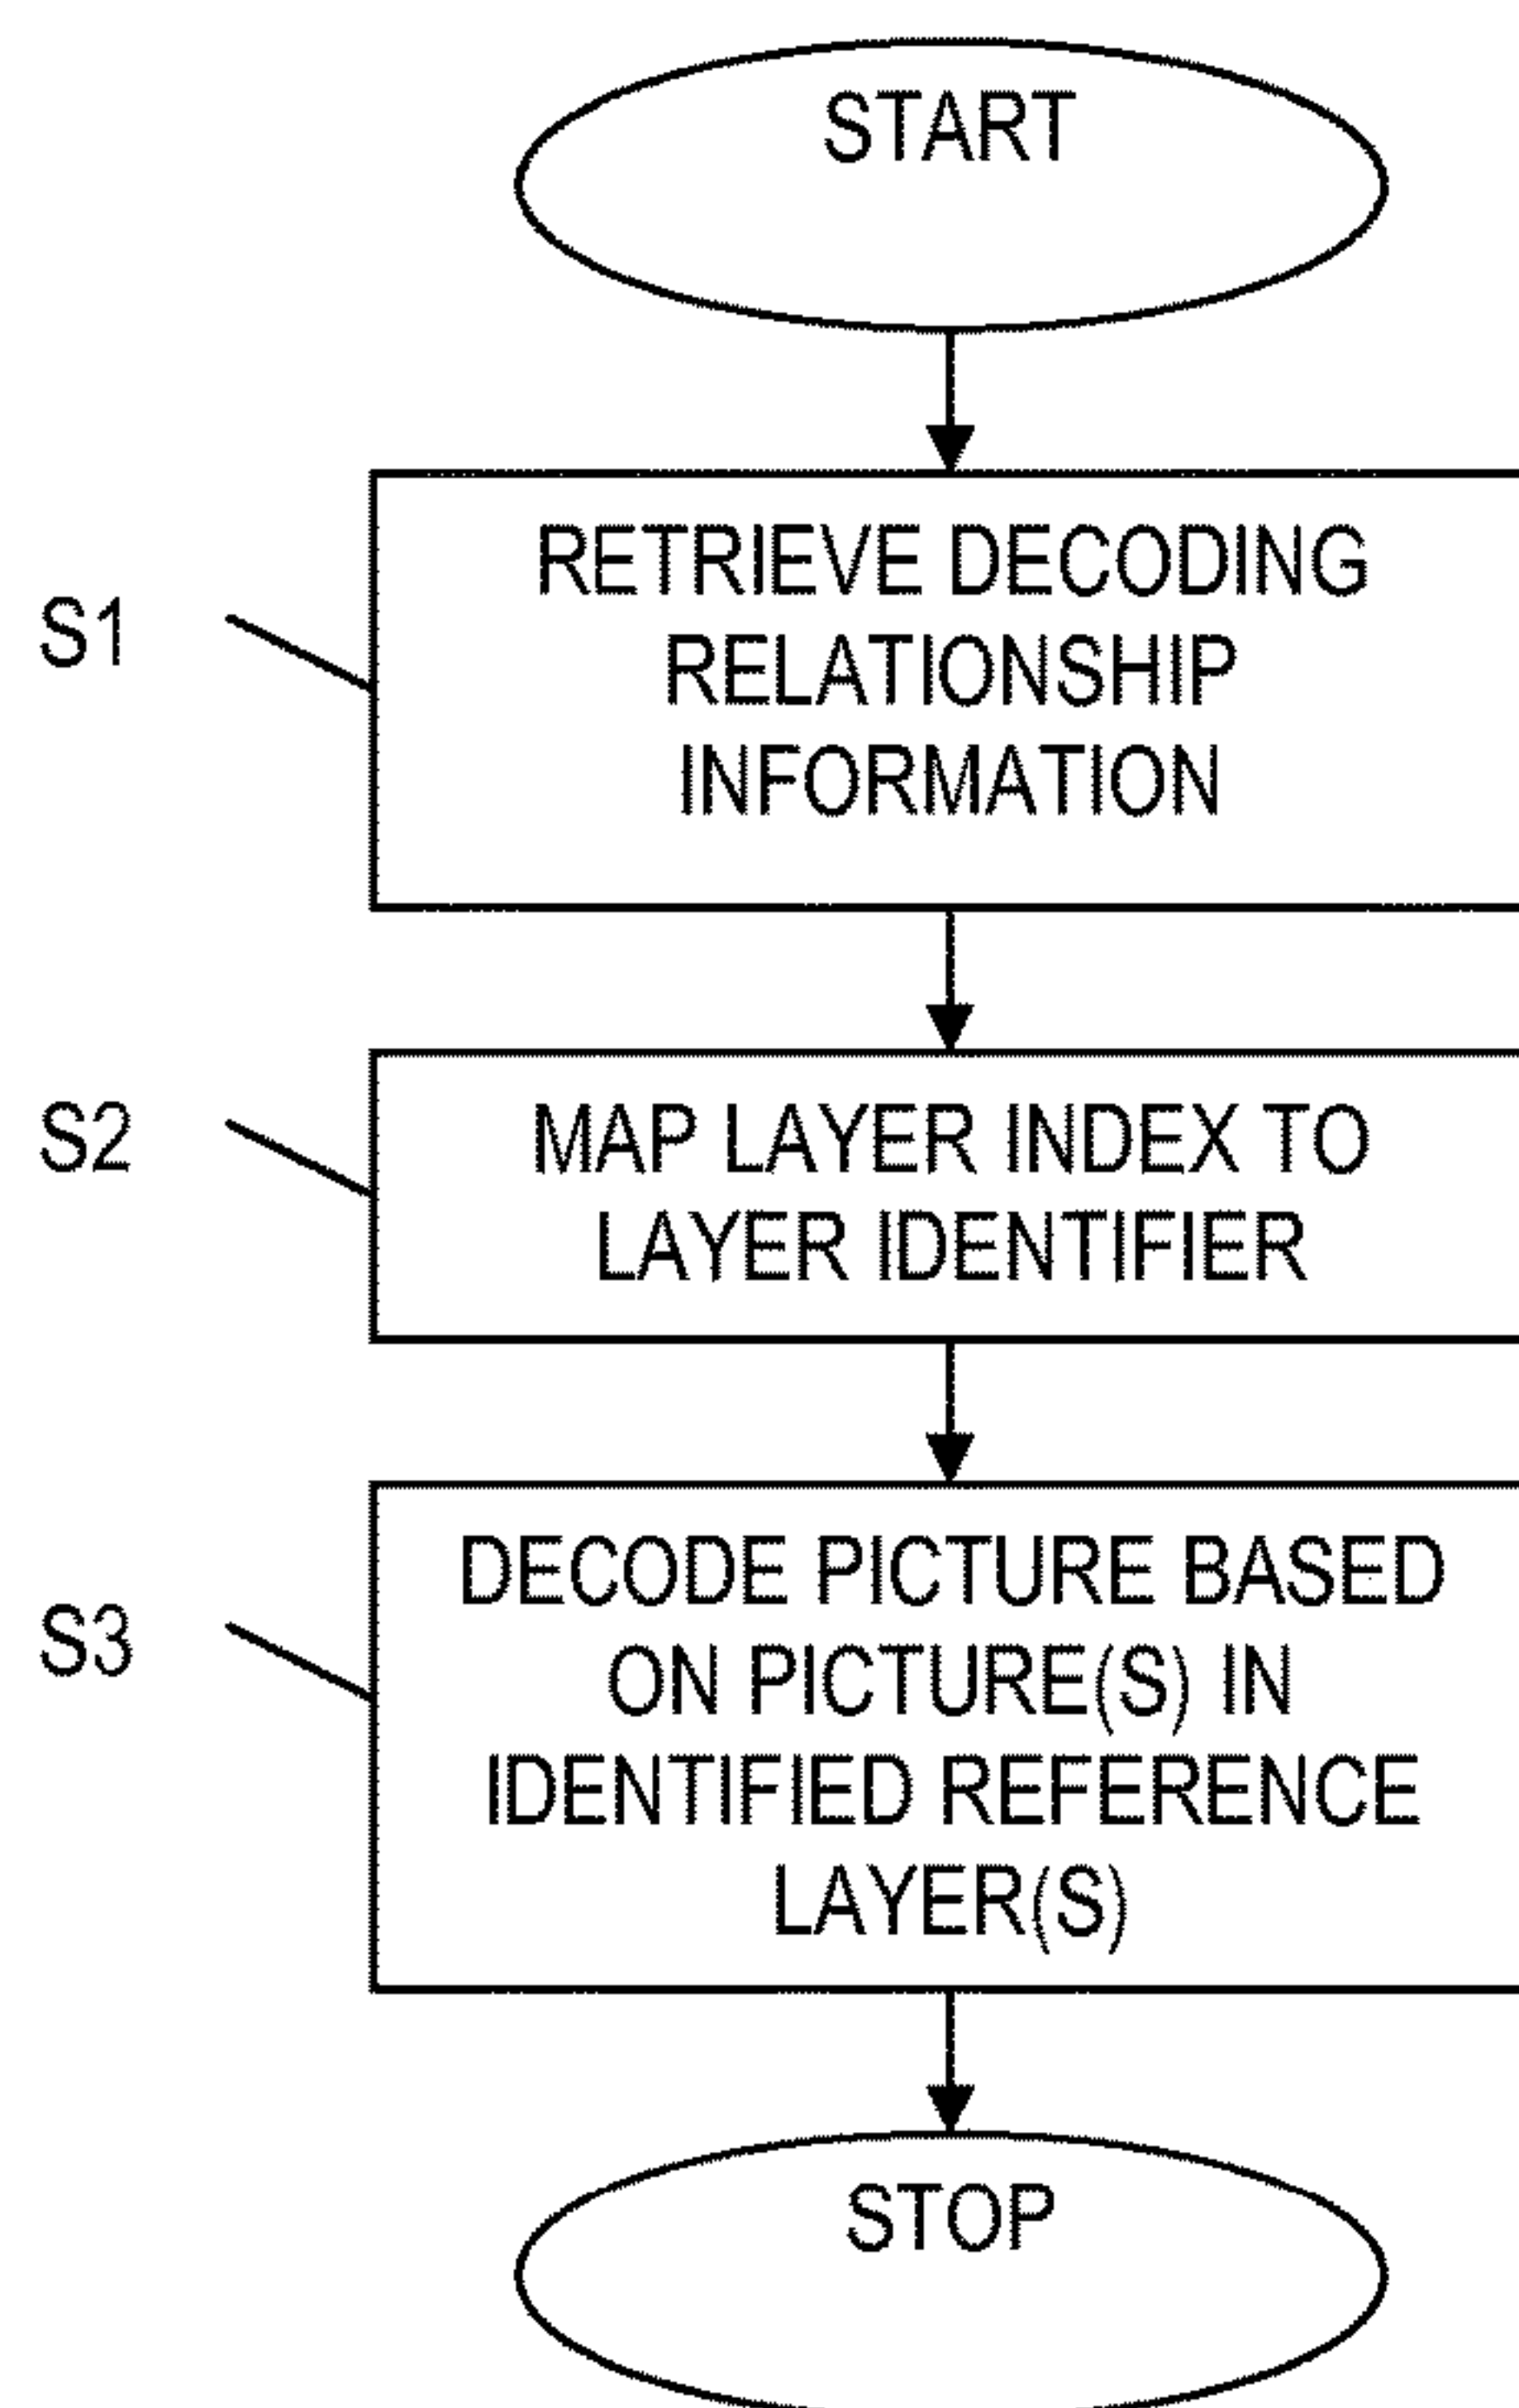 START
S1
RETRIEVE DECODING
RELATIONSHIP
INFORMATION
S2
MAP LAYER INDEX TO
LAYER IDENTIFIER
S3
DECODE PICTURE BASED
ON PICTURE(S) IN
IDENTIFIED REFERENCE
LAYER(S)
STOP